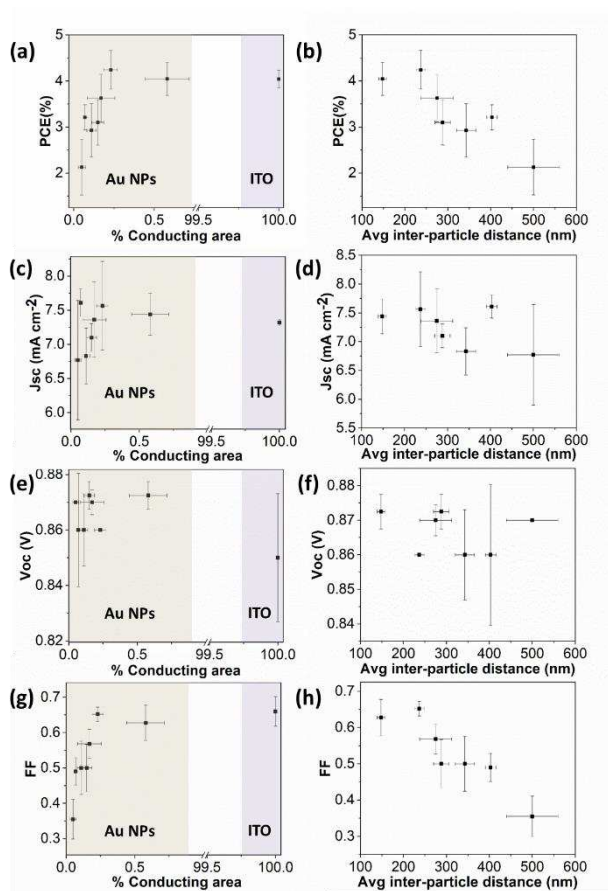 (a)
PCE(%)
5
4
3
2
Au NPs
ITO
0.0 0.5 99.5 100.0
% Conducting area
(b)
PCE(%)
5
4
3
2
100 200 300 400 500 600
Avg inter-particle distance (nm)
(c)
Jsc (mA cm-2)
8.0
7.5
7.0
6.5
6.0
Au NPs
ITO
0.0 0.5 99.5 100.0
% Conducting area
(d)
Jsc (mA cm-2)
8.5
8.0
7.5
7.0
6.5
6.0
5.5
100 200 300 400 500 600
Avg inter-particle distance (nm)
(e)
Voc (V)
0.88
0.86
0.84
0.82
Au NPs
ITO
0.0 0.5 99.5 100.0
% Conducting area
(f)
Voc (V)
0.88
0.87
0.86
0.85
0.84
100 200 300 400 500 600
Avg inter-particle distance (nm)
(g)
FF
0.7
0.6
0.5
0.4
0.3
Au NPs
ITO
0.0 0.5 99.5 100.0
% Conducting area
(h)
FF
0.7
0.6
0.5
0.4
0.3
100 200 300 400 500 600
Avg inter-particle distance (nm)